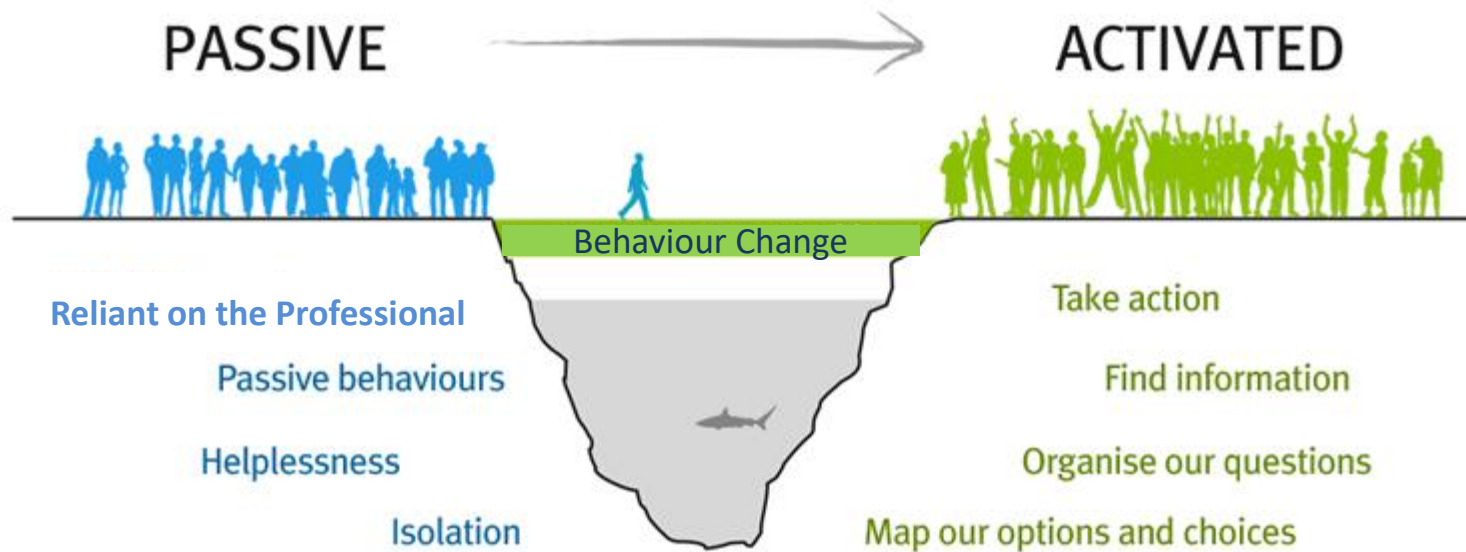 PASSIVE
ACTIVATED
Behaviour Change
Reliant on the Professional
Passive behaviours
Helplessness
Isolation
Take action
Find information
Organise our questions
Map our options and choices